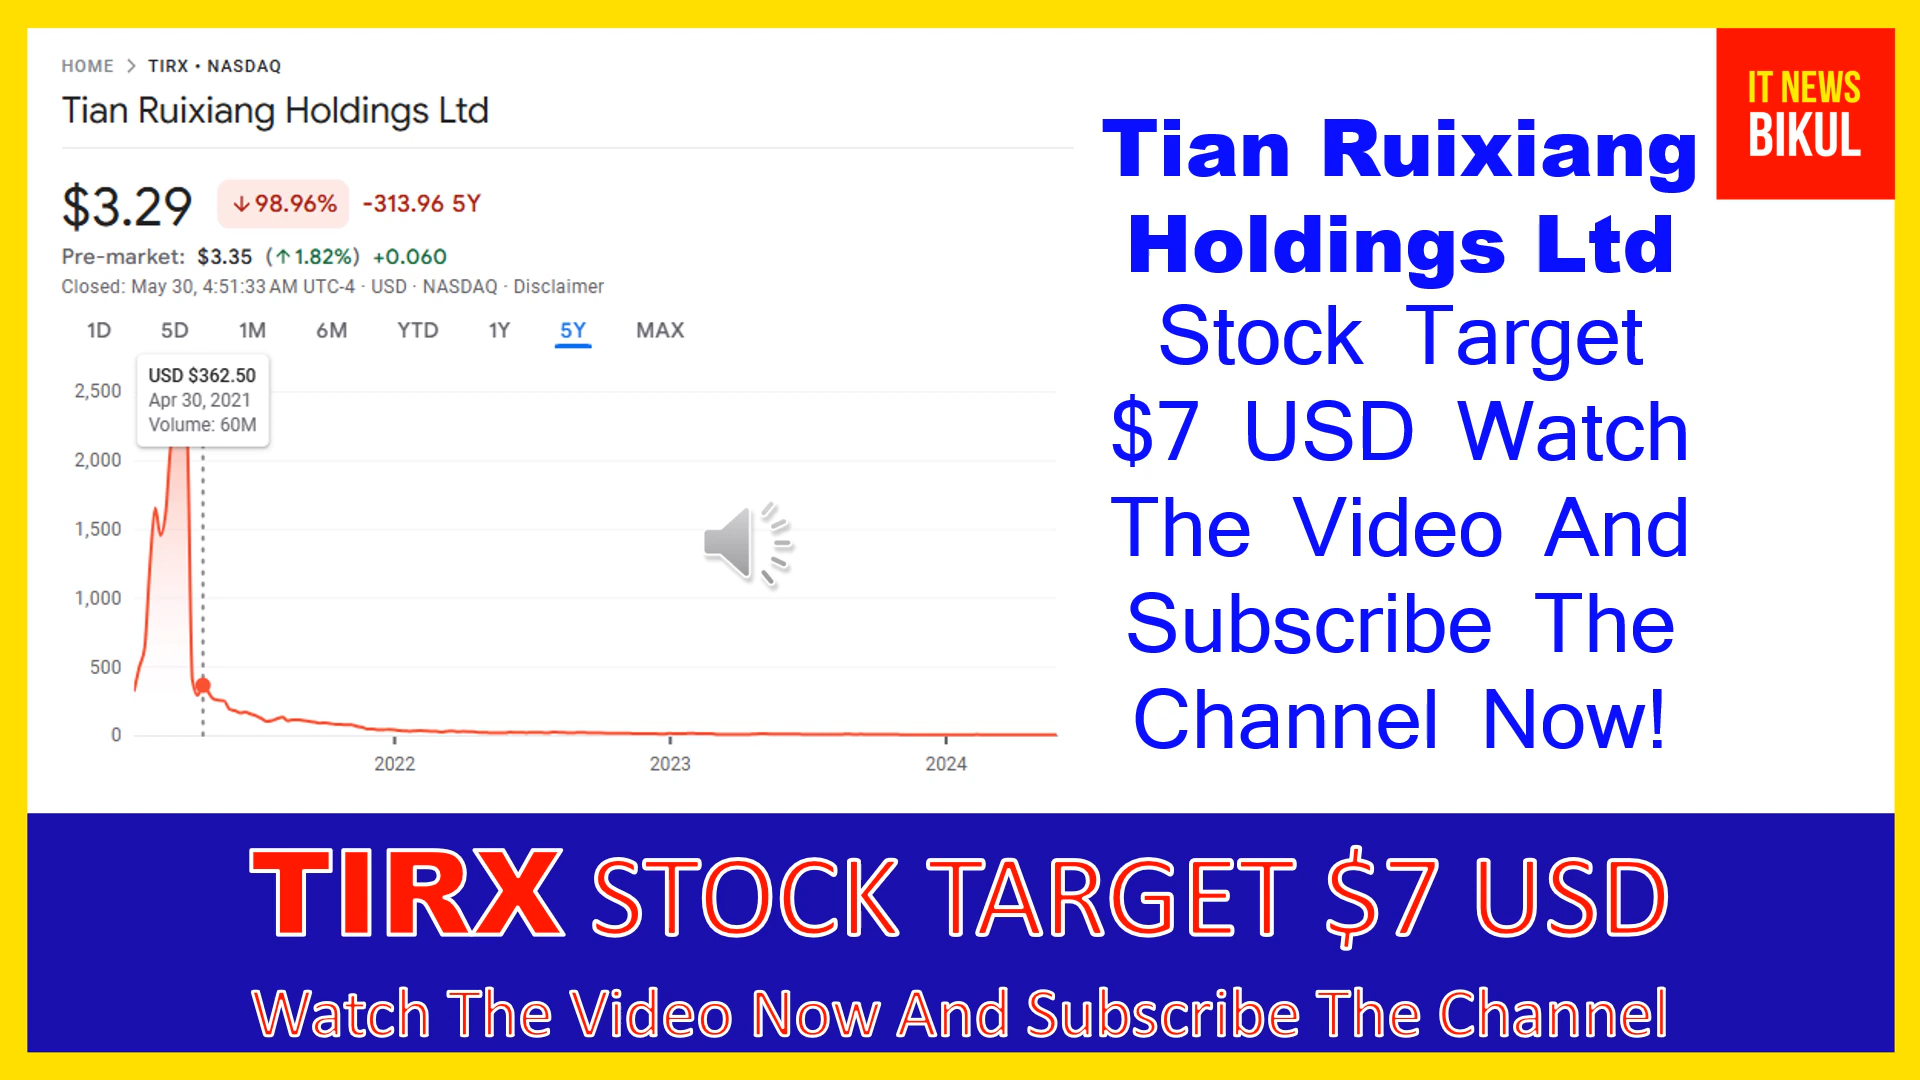 HOME > TIRX • NASDAQ
Tian Ruixiang Holdings Ltd
$3.29 ↓98.96% -313.96 5Y
Pre-market: $3.35 (↑1.82%) +0.060
Closed: May 30, 4:51:33 AM UTC-4 · USD · NASDAQ · Disclaimer
1D 5D 1M 6M YTD 1Y 5Y MAX
USD $362.50
Apr 30, 2021
Volume: 60M
2,500
2,000
1,500
1,000
500
0
2022 2023 2024
Tian Ruixiang
Holdings Ltd
Stock Target
$7 USD Watch
The Video And
Subscribe The
Channel Now!
IT NEWS
BIKUL
TIRX STOCK TARGET $7 USD
Watch The Video Now And Subscribe The Channel